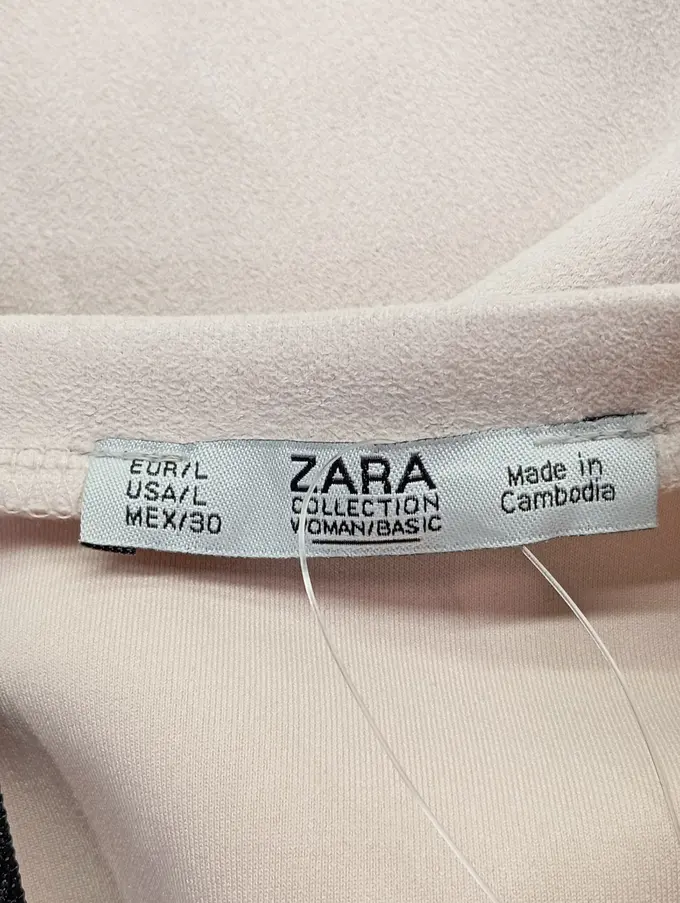 EUR/L
USA/L
MEX/30
ZARA
COLLECTION
WOMAN/BASIC
Made in
Cambodia